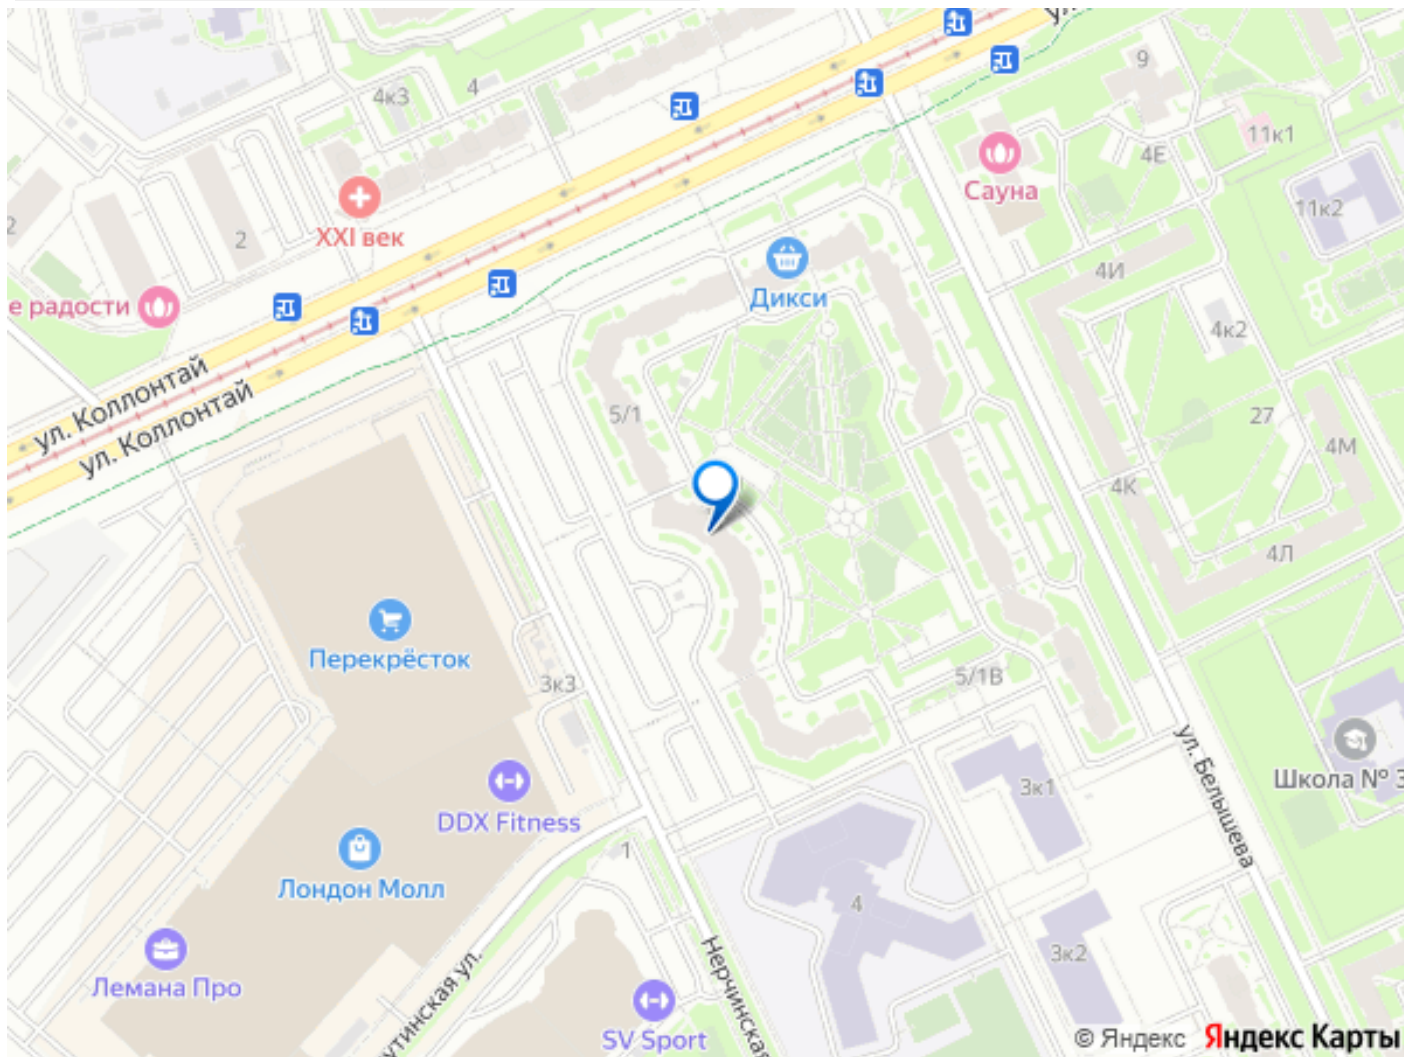 ул.
4
4к3
9
11к1
4Е
Сауна
11к2
XXI век
2
2
4И
Дикси
е радости
4к2
ул. Коллонтай
ул. Коллонтай
5/1
27
4М
4К
4Л
Перекрёсток
3к3
5/1В
ул. Белышева
Школа № 3
3к1
DDX Fitness
1
Лондон Молл
4
Нерчинская
3к2
Лемана Про
утинская ул.
SV Sport
© Яндекс Яндекс Карты